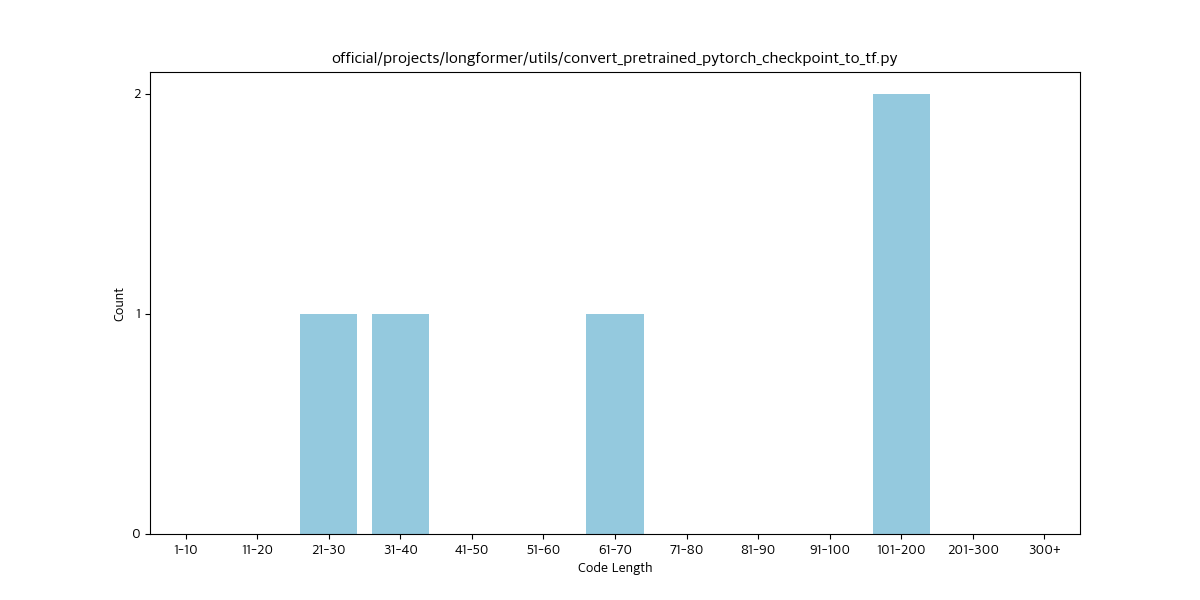 official/projects/longformer/utils/convert_pretrained_pytorch_checkpoint_to_tf.py
2
1
0
Count
1-10 11-20 21-30 31-40 41-50 51-60 61-70 71-80 81-90 91-100 101-200 201-300 300+
Code Length